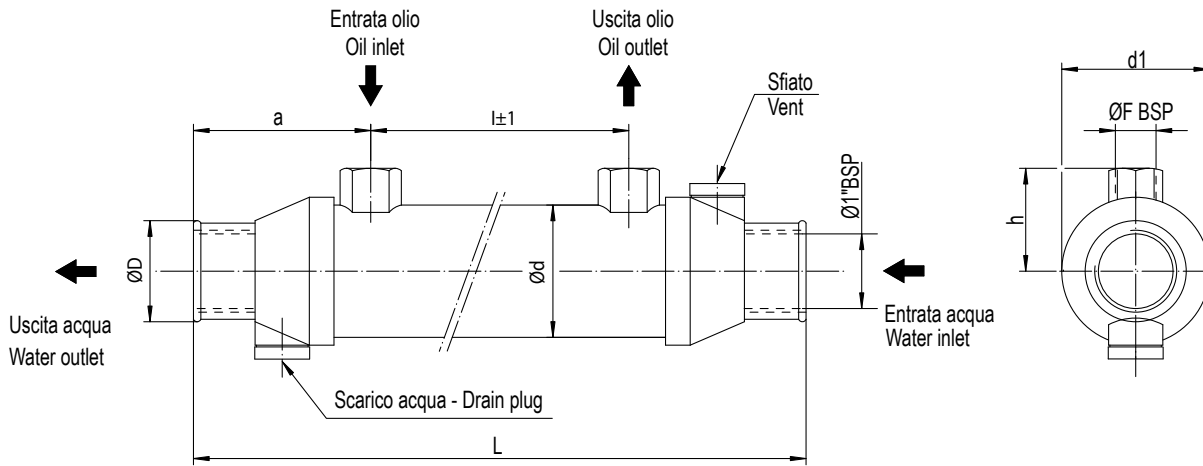 Entrata olio
Oil inlet
Uscita olio
Oil outlet
Sfiato
Vent
d1
ØF BSP
a
l±1
h
Ø1"BSP
ØD
Ød
Uscita acqua
Water outlet
Entrata acqua
Water inlet
Scarico acqua - Drain plug
L